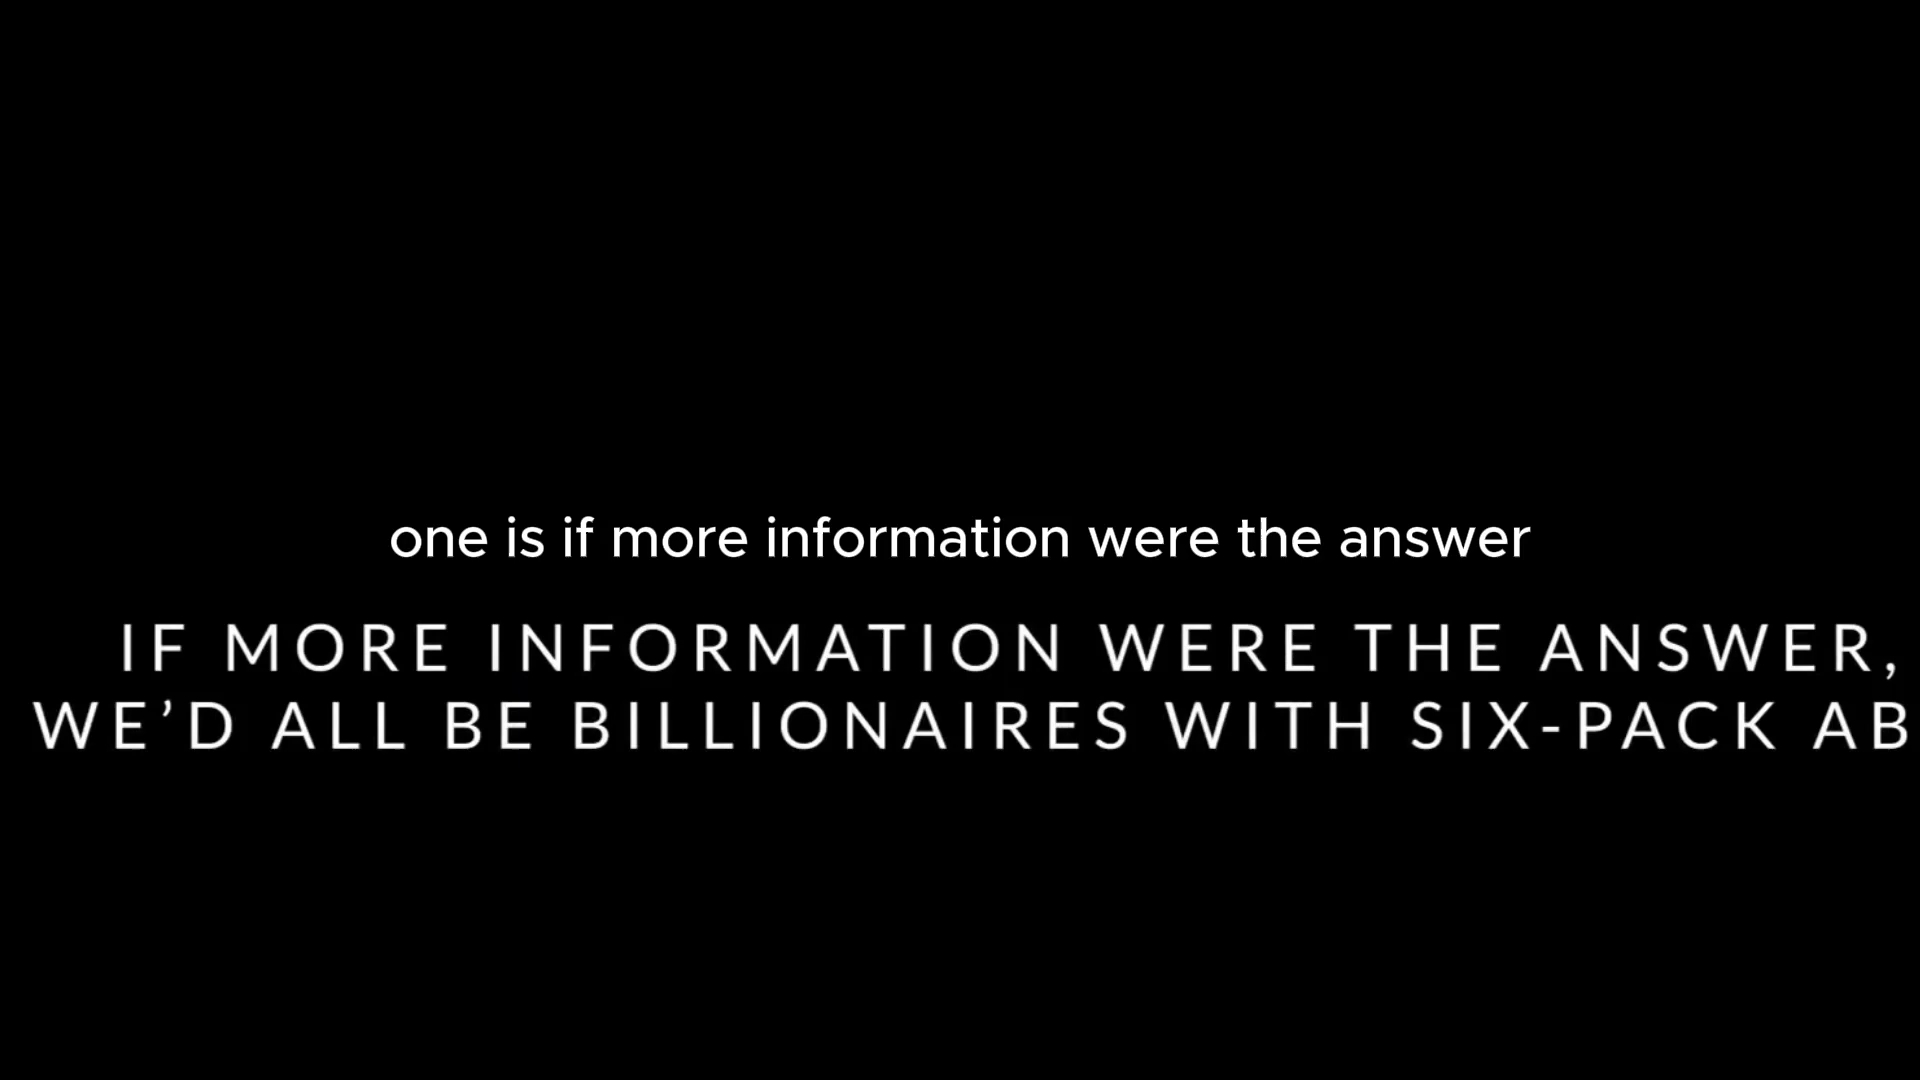 one is if more information were the answer
IF MORE INFORMATION WERE THE ANSWER,
WE’D ALL BE BILLIONAIRES WITH SIX-PACK AB